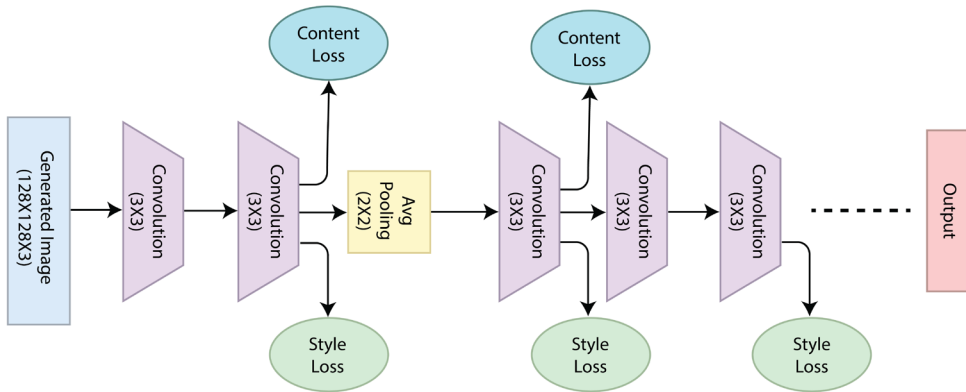 Content
Loss
Content
Loss
Generated Image
(128X128X3)
Convolution
(3X3)
Convolution
(3X3)
Avg
Pooling
(2X2)
Convolution
(3X3)
Convolution
(3X3)
Convolution
(3X3)
Output
Style
Loss
Style
Loss
Style
Loss